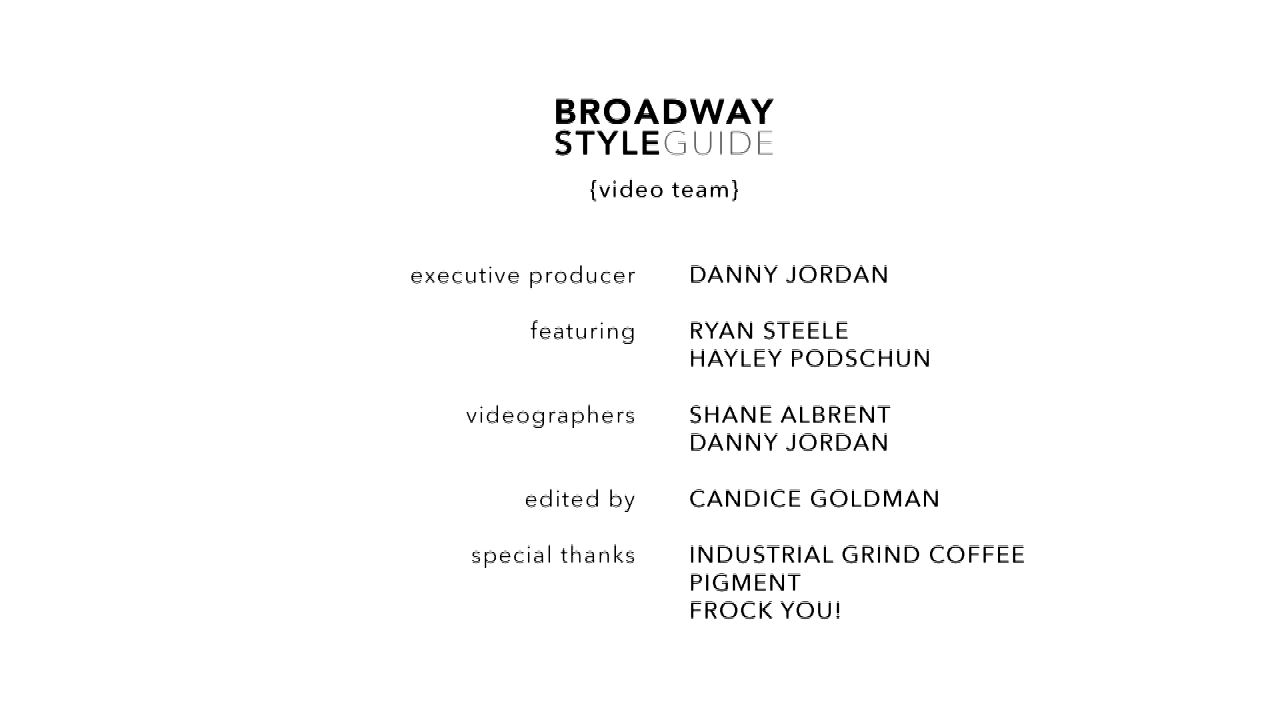 BROADWAY
STYLEGUIDE
{video team}
executive producer DANNY JORDAN
featuring RYAN STEELE
HAYLEY PODSCHUN
videographers SHANE ALBRENT
DANNY JORDAN
edited by CANDICE GOLDMAN
special thanks INDUSTRIAL GRIND COFFEE
PIGMENT
FROCK YOU!